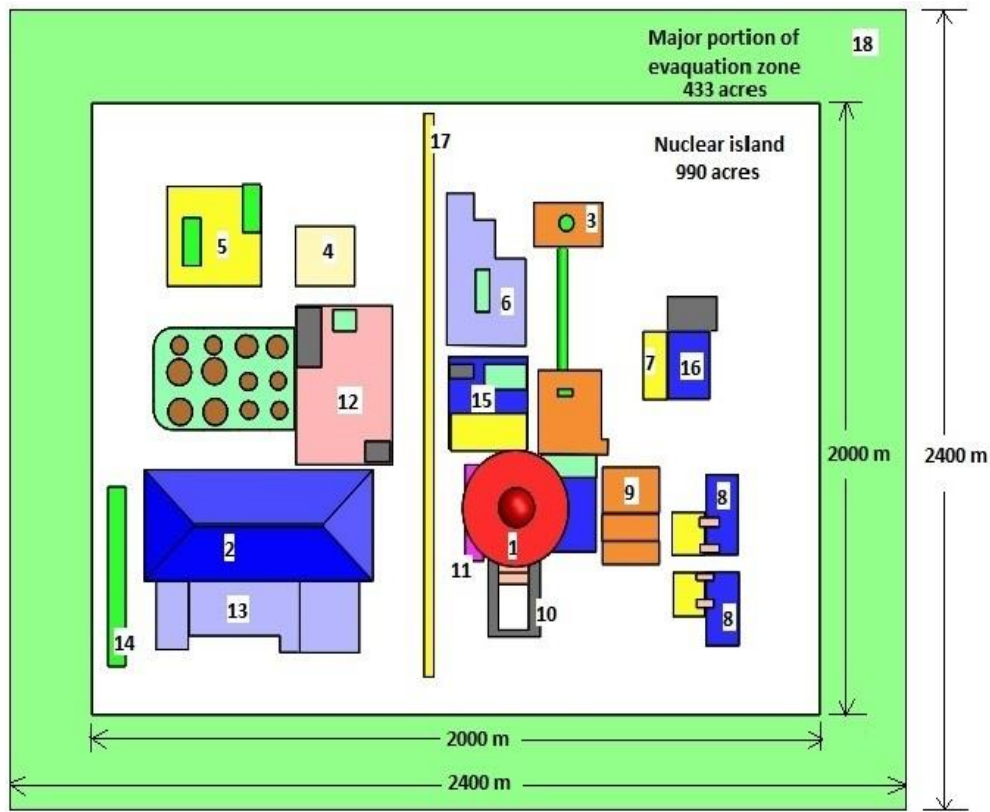 Major portion of
evaquation zone
433 acres
18
17
Nuclear island
990 acres
3
5
4
6
7
16
12
15
2000 m
2400 m
9
8
2
1
11
13
10
8
14
2000 m
2400 m